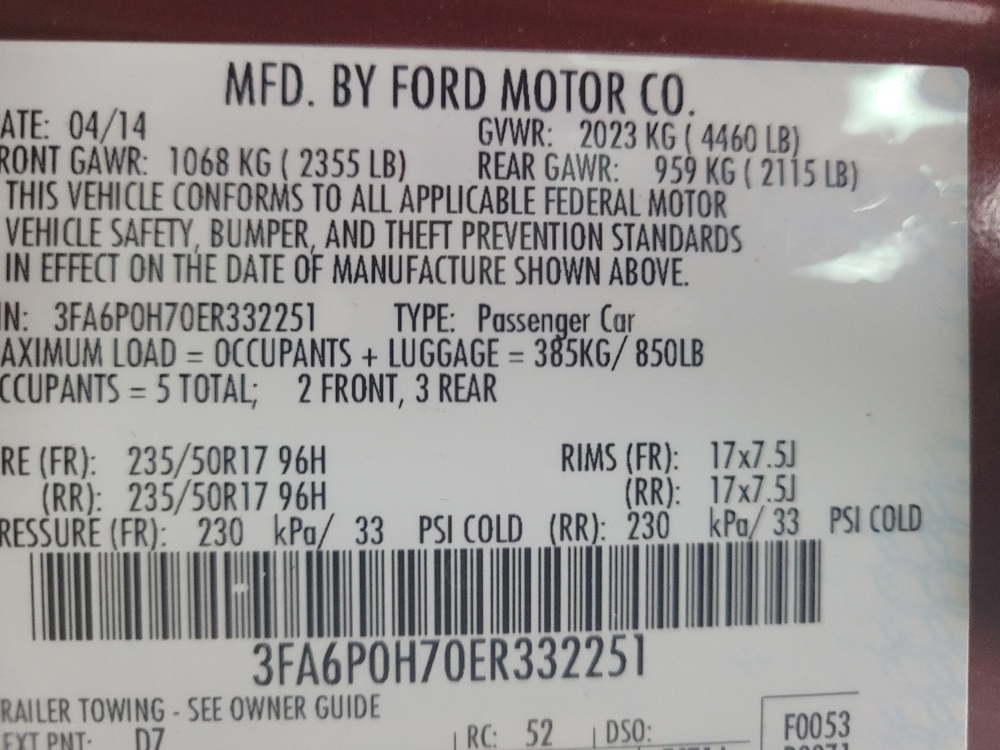 MFD. BY FORD MOTOR CO.
ATE: 04/14 GVWR: 2023 KG ( 4460 LB)
RONT GAWR: 1068 KG ( 2355 LB) REAR GAWR: 959 KG ( 2115 LB)
THIS VEHICLE CONFORMS TO ALL APPLICABLE FEDERAL MOTOR
VEHICLE SAFETY, BUMPER, AND THEFT PREVENTION STANDARDS
IN EFFECT ON THE DATE OF MANUFACTURE SHOWN ABOVE.
IN: 3FA6P0H70ER332251 TYPE: Passenger Car
AXIMUM LOAD = OCCUPANTS + LUGGAGE = 385KG/ 850LB
CCUPANTS = 5 TOTAL; 2 FRONT, 3 REAR
RE (FR): 235/50R17 96H RIMS (FR): 17x7.5J
(RR): 235/50R17 96H (RR): 17x7.5J
RESSURE (FR): 230 kPa/ 33 PSI COLD (RR): 230 kPa/ 33 PSI COLD
3FA6P0H70ER332251
RAILER TOWING - SEE OWNER GUIDE
EXT PNT: D7 RC: 52 DSO: F0053